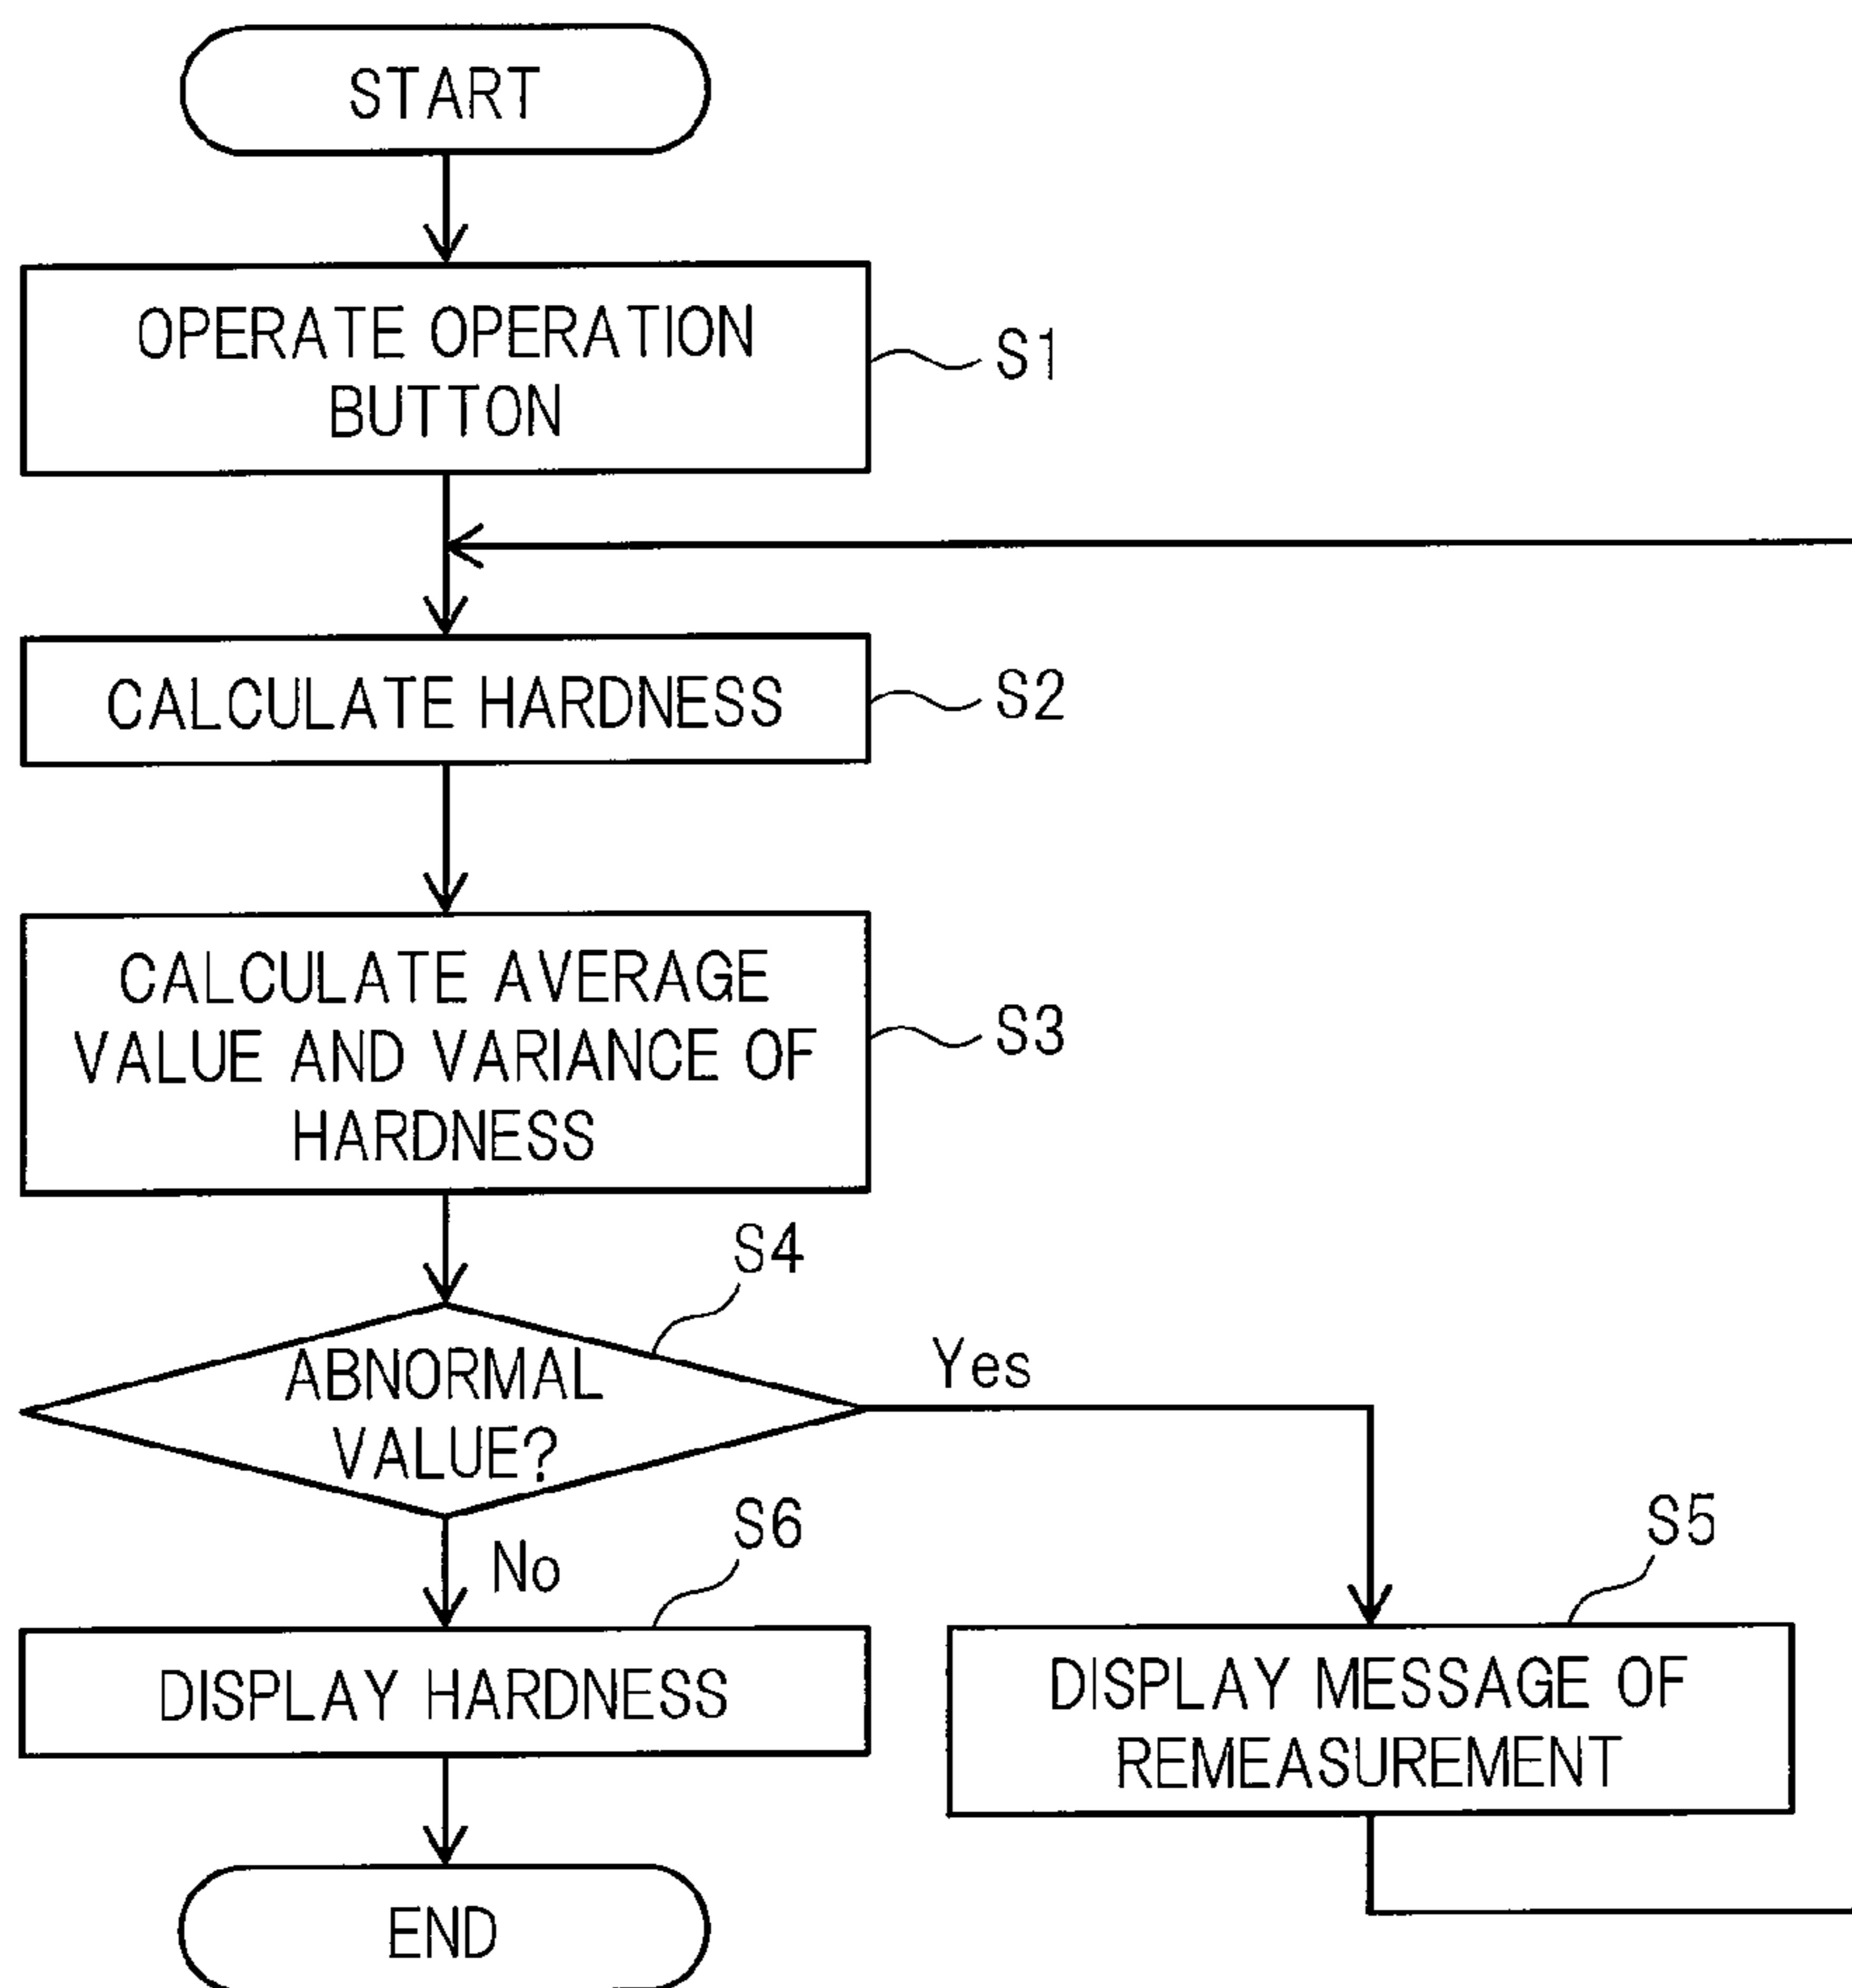 START
OPERATE OPERATION
BUTTON
S1
CALCULATE HARDNESS
S2
CALCULATE AVERAGE
VALUE AND VARIANCE OF
HARDNESS
S3
S4
ABNORMAL
VALUE?
Yes
No
S6
DISPLAY HARDNESS
S5
DISPLAY MESSAGE OF
REMEASUREMENT
END